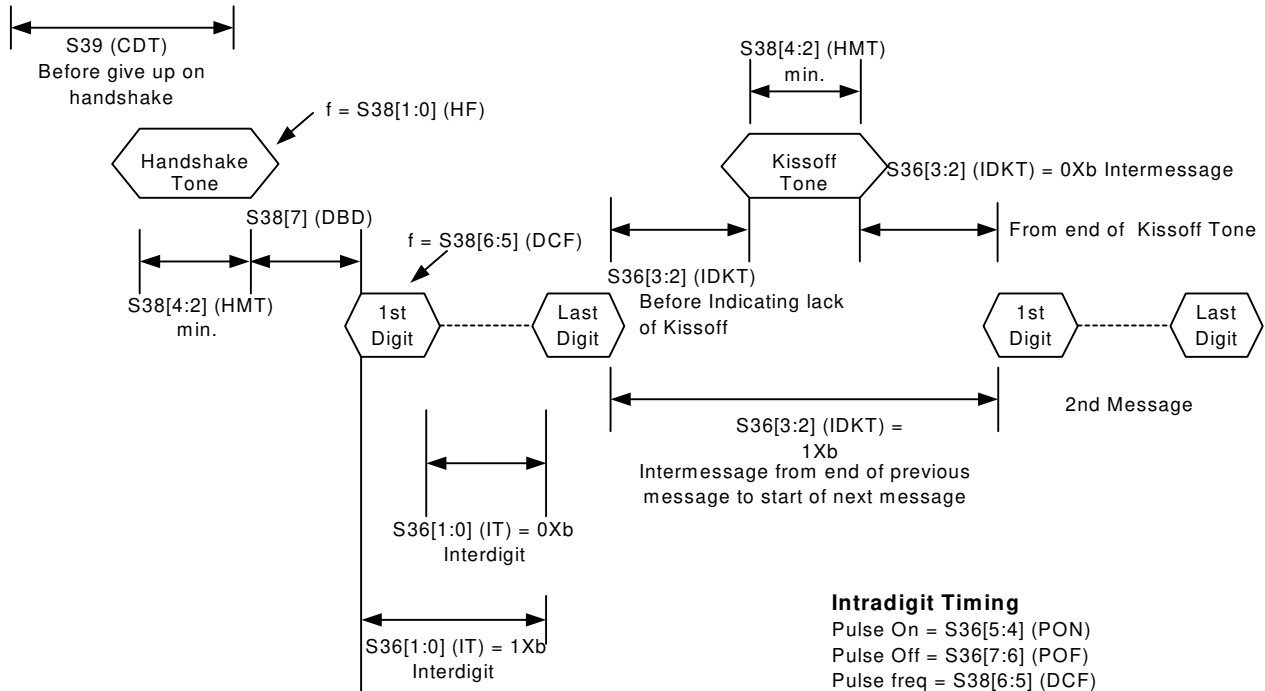 S39 (CDT)
Before give up on
handshake
S38[4:2] (HMT)
min.
f = S38[1:0] (HF)
Handshake
Tone
Kissoff
Tone
S36[3:2] (IDKT) = 0Xb Intermessage
S38[7] (DBD)
f = S38[6:5] (DCF)
From end of Kissoff Tone
S38[4:2] (HMT)
min.
S36[3:2] (IDKT)
Before Indicating lack
of Kissoff
1st
Digit
Last
Digit
1st
Digit
Last
Digit
S36[3:2] (IDKT) =
1Xb
Intermessage from end of previous
message to start of next message
2nd Message
S36[1:0] (IT) = 0Xb
Interdigit
S36[1:0] (IT) = 1Xb
Interdigit
Intradigit Timing
Pulse On = S36[5:4] (PON)
Pulse Off = S36[7:6] (POF)
Pulse freq = S38[6:5] (DCF)